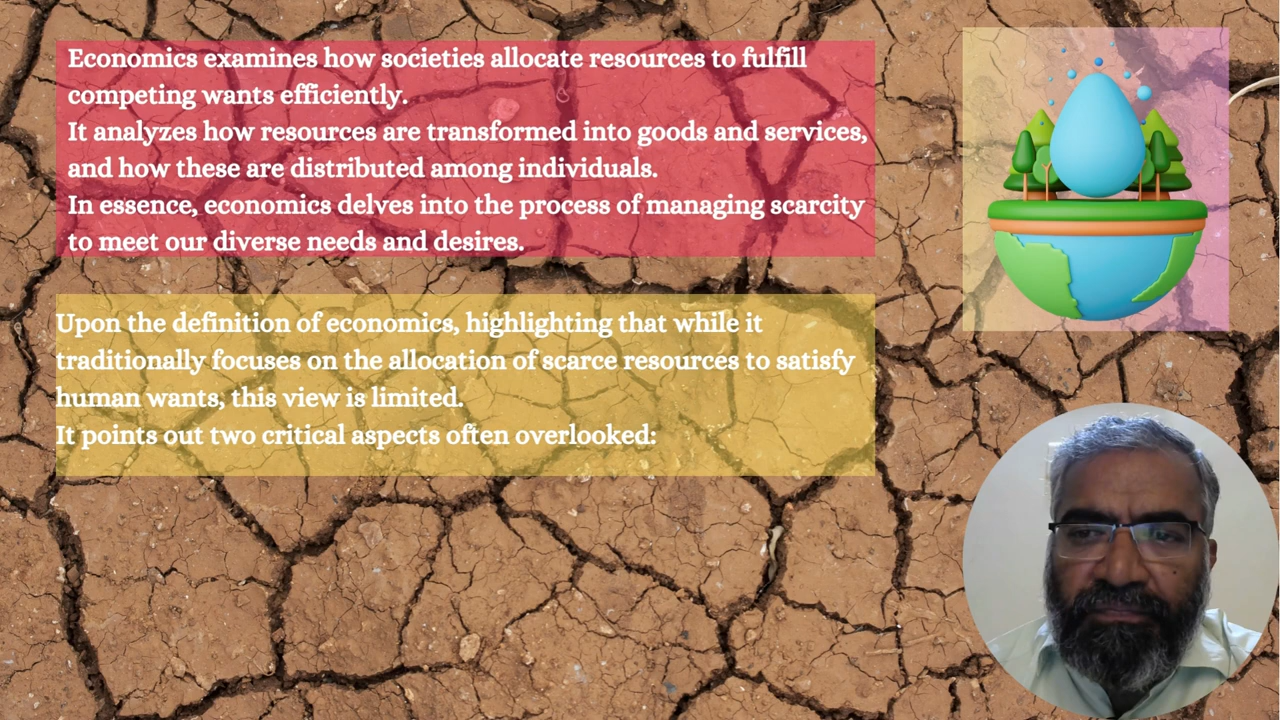 Economics examines how societies allocate resources to fulfill
competing wants efficiently.
It analyzes how resources are transformed into goods and services,
and how these are distributed among individuals.
In essence, economics delves into the process of managing scarcity
to meet our diverse needs and desires.
Upon the definition of economics, highlighting that while it
traditionally focuses on the allocation of scarce resources to satisfy
human wants, this view is limited.
It points out two critical aspects often overlooked: